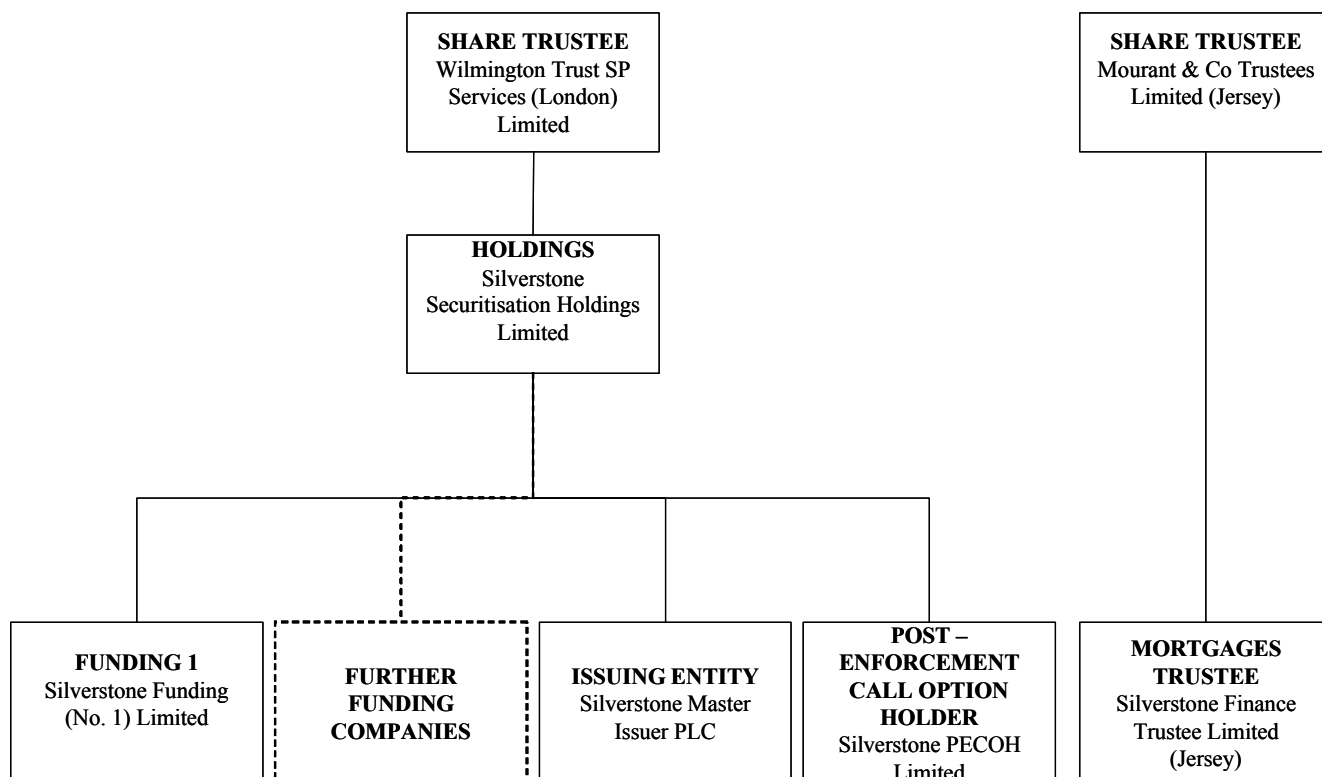 SHARE TRUSTEE
Wilmington Trust SP
Services (London)
Limited
SHARE TRUSTEE
Mourant & Co Trustees
Limited (Jersey)
HOLDINGS
Silverstone
Securitisation Holdings
Limited
FUNDING 1
Silverstone Funding
(No. 1) Limited
FURTHER
FUNDING
COMPANIES
ISSUING ENTITY
Silverstone Master
Issuer PLC
POST –
ENFORCEMENT
CALL OPTION
HOLDER
Silverstone PECOH
Limited
MORTGAGES
TRUSTEE
Silverstone Finance
Trustee Limited
(Jersey)